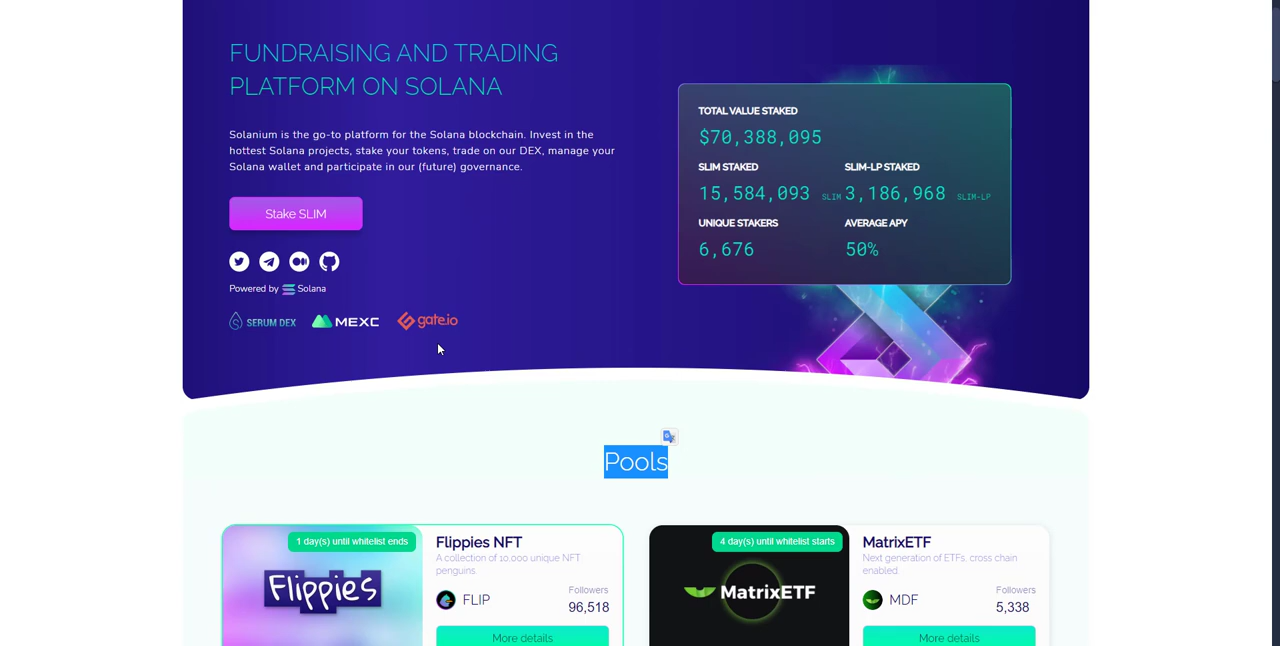 FUNDRAISING AND TRADING
PLATFORM ON SOLANA
Solanium is the go-to platform for the Solana blockchain. Invest in the
hottest Solana projects, stake your tokens, trade on our DEX, manage your
Solana wallet and participate in our (future) governance.
Stake SLIM
Powered by Solana
SERUM DEX MEXC gate.io
TOTAL VALUE STAKED
$70,388,095
SLIM STAKED SLIM-LP STAKED
15,584,093 SLIM 3,186,968 SLIM-LP
UNIQUE STAKERS AVERAGE APY
6,676 50%
Pools
1 day(s) until whitelist ends
Flippies
Flippies NFT
A collection of 10.000 unique NFT
penguins.
FLIP
Followers
96,518
More details
4 day(s) until whitelist starts
MatrixETF
MatrixETF
Next generation of ETFs, cross chain
enabled.
MDF
Followers
5,338
More details